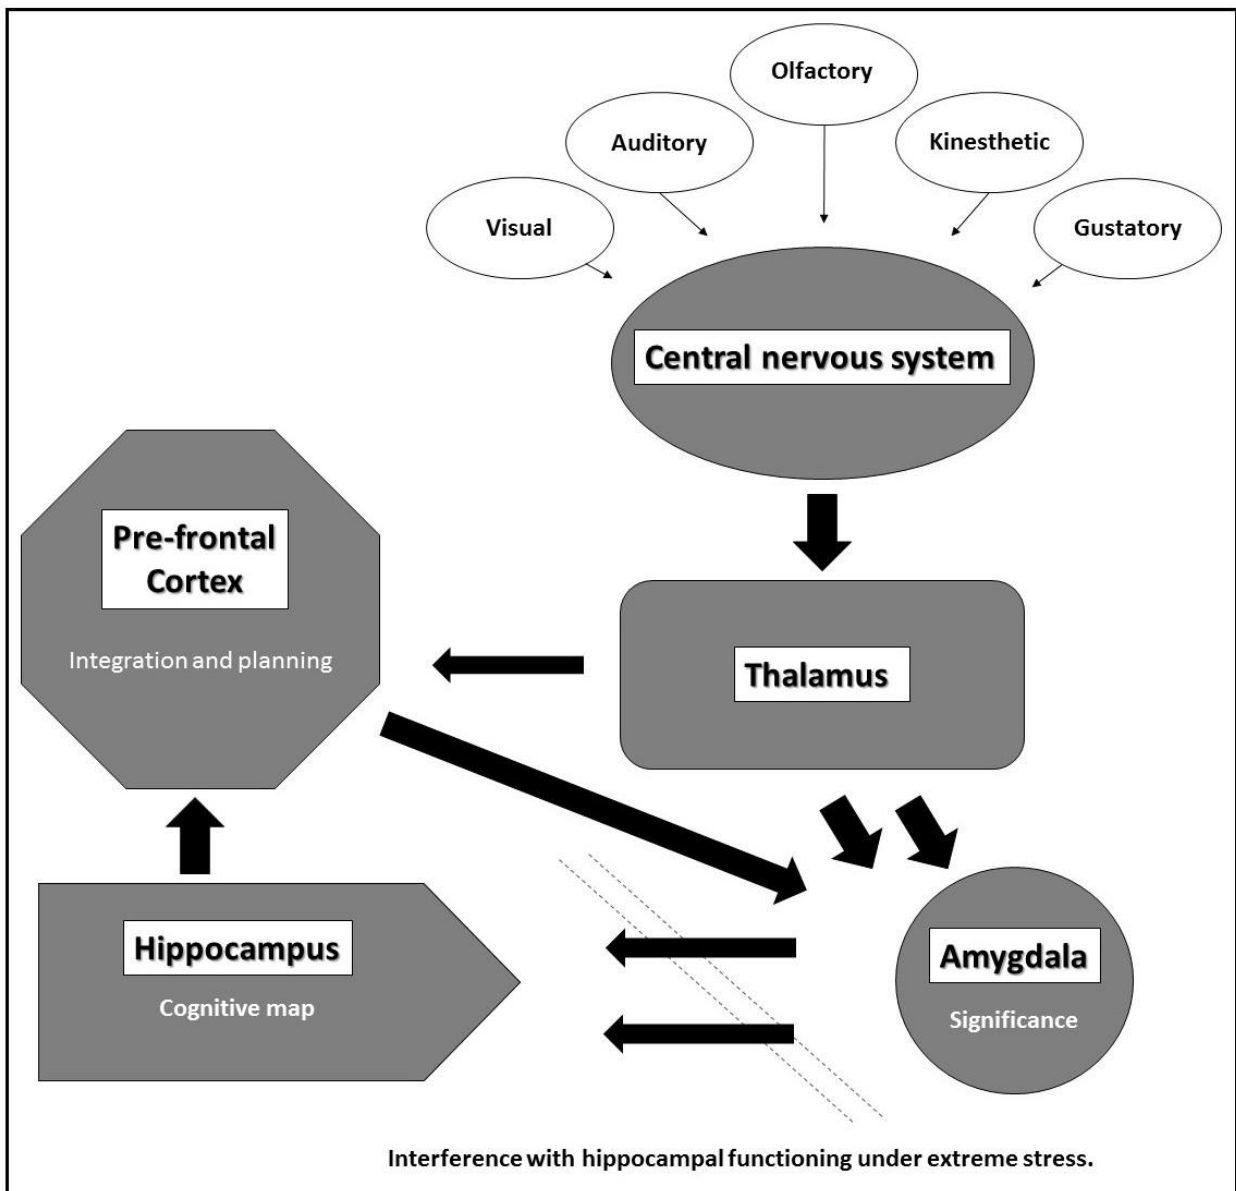 Olfactory
Auditory
Kinesthetic
Visual
Gustatory
Central nervous system
Pre-frontal
Cortex
Integration and planning
Thalamus
Hippocampus
Cognitive map
Amygdala
Significance
Interference with hippocampal functioning under extreme stress.